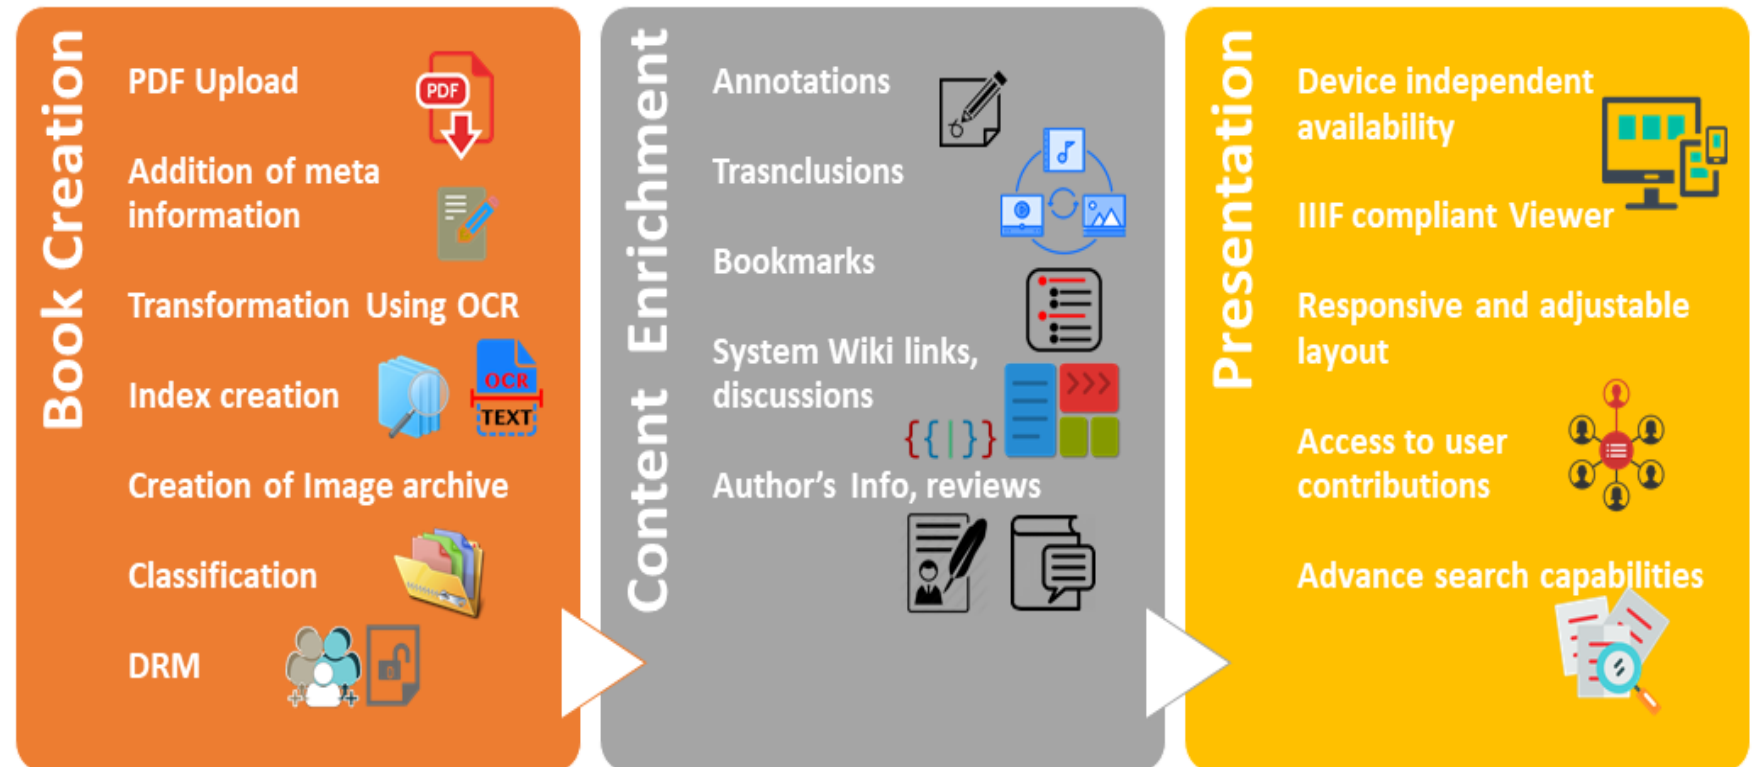 Book Creation
PDF Upload
PDF
Addition of meta
information
Transformation Using OCR
Index creation
OCR
TEXT
Creation of Image archive
Classification
DRM
Content Enrichment
Annotations
Trasnclusions
Bookmarks
System Wiki links,
discussions
{{|}}
Author's Info, reviews
Presentation
Device independent
availability
IIIF compliant Viewer
Responsive and adjustable
layout
Access to user
contributions
Advance search capabilities